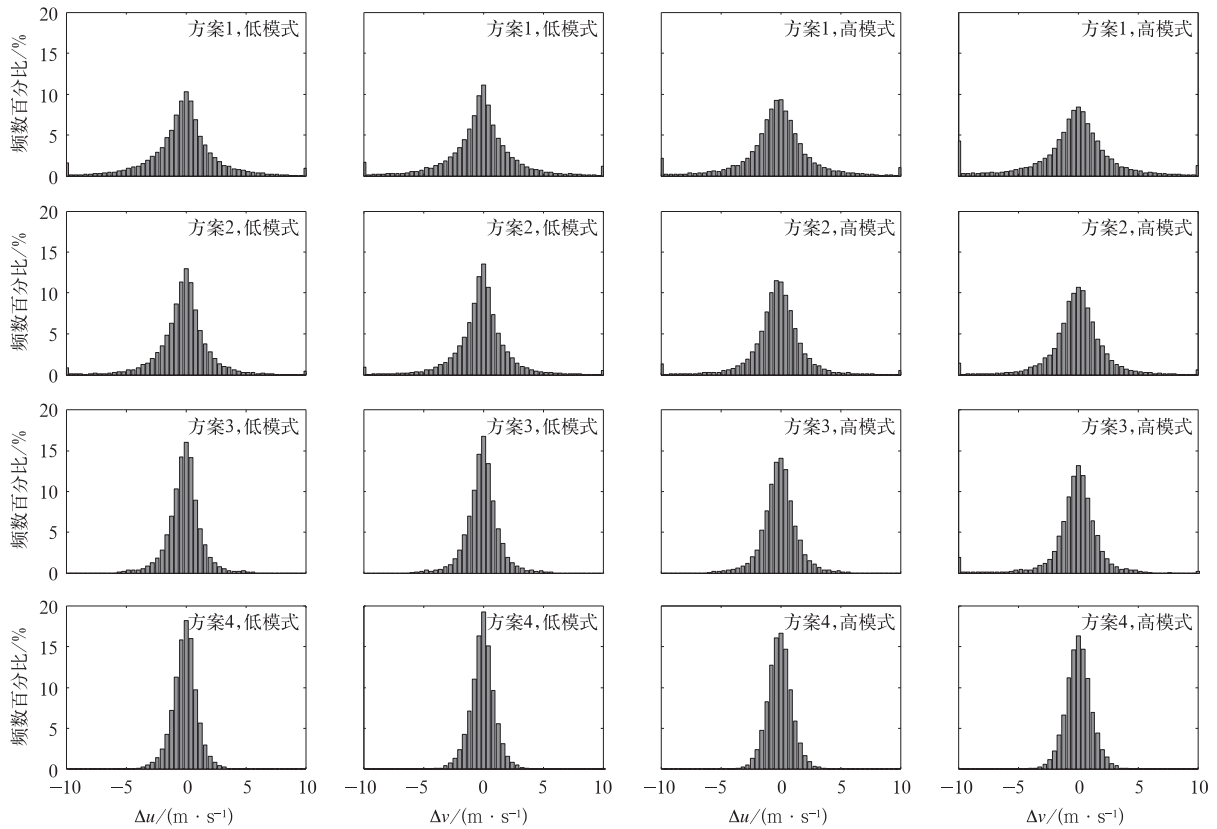 20
15
10
5
0
频数百分比/%
方案1,低模式
方案1,低模式
方案1,高模式
方案1,高模式
20
15
10
5
0
频数百分比/%
方案2,低模式
方案2,低模式
方案2,高模式
方案2,高模式
20
15
10
5
0
频数百分比/%
方案3,低模式
方案3,低模式
方案3,高模式
方案3,高模式
20
15
10
5
0
频数百分比/%
方案4,低模式
方案4,低模式
方案4,高模式
方案4,高模式
−10 −5 0 5 10
−10 −5 0 5 10
−10 −5 0 5 10
−10 −5 0 5 10
Δu/(m · s⁻¹)
Δv/(m · s⁻¹)
Δu/(m · s⁻¹)
Δv/(m · s⁻¹)